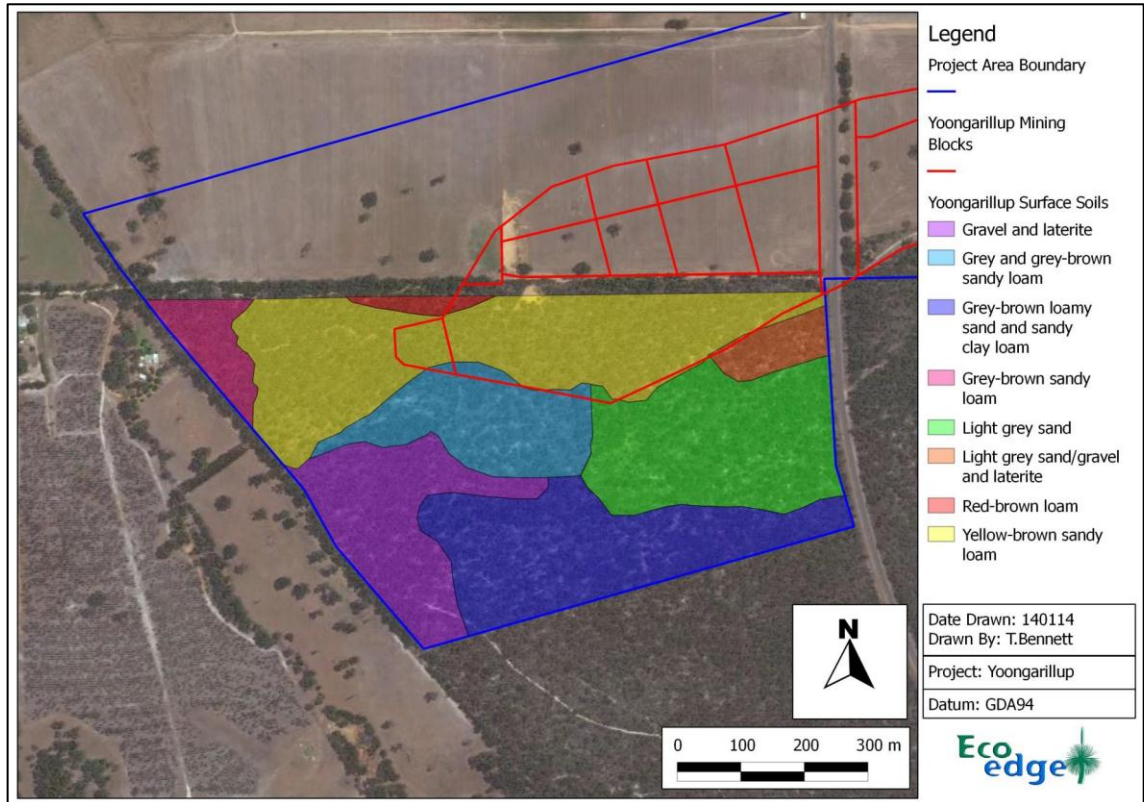 Legend
Project Area Boundary
Yoongarillup Mining
Blocks
Yoongarillup Surface Soils
Gravel and laterite
Grey and grey-brown
sandy loam
Grey-brown loamy
sand and sandy
clay loam
Grey-brown sandy
loam
Light grey sand
Light grey sand/gravel
and laterite
Red-brown loam
Yellow-brown sandy
loam
Date Drawn: 140114
Drawn By: T.Bennett
Project: Yoongarillup
Datum: GDA94
N
0 100 200 300 m
Eco
edge